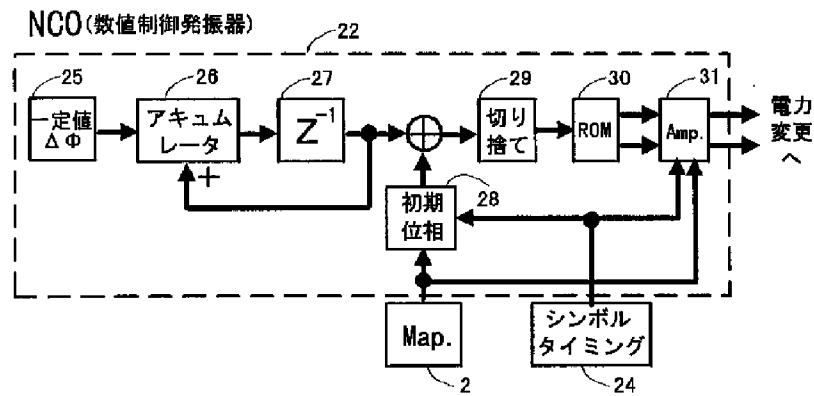 NCO(数値制御発振器)
22
25
26
27
29
30
31
一定値
ΔΦ
アキュム
レータ
Z⁻¹
切り
捨て
ROM
Amp.
電力
変更
へ
+
初期
位相
28
Map.
シンボル
タイミング
2
24